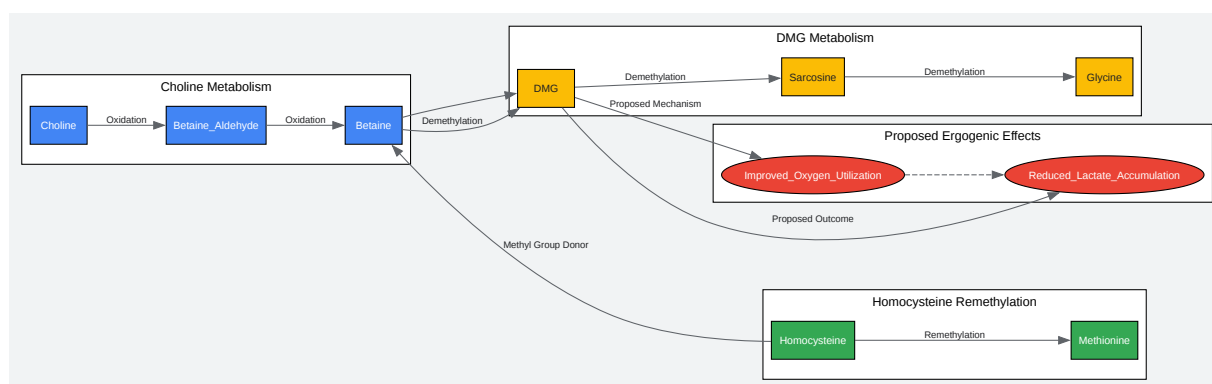 DMG Metabolism
Demethylation
Sarcosine
Demethylation
Glycine
DMG
Proposed Mechanism
Choline Metabolism
Choline
Oxidation
Betaine_Aldehyde
Oxidation
Betaine
Demethylation
Proposed Ergogenic Effects
Improved_Oxygen_Utilization
Reduced_Lactate_Accumulation
Proposed Outcome
Methyl Group Donor
Homocysteine Remethylation
Homocysteine
Remethylation
Methionine